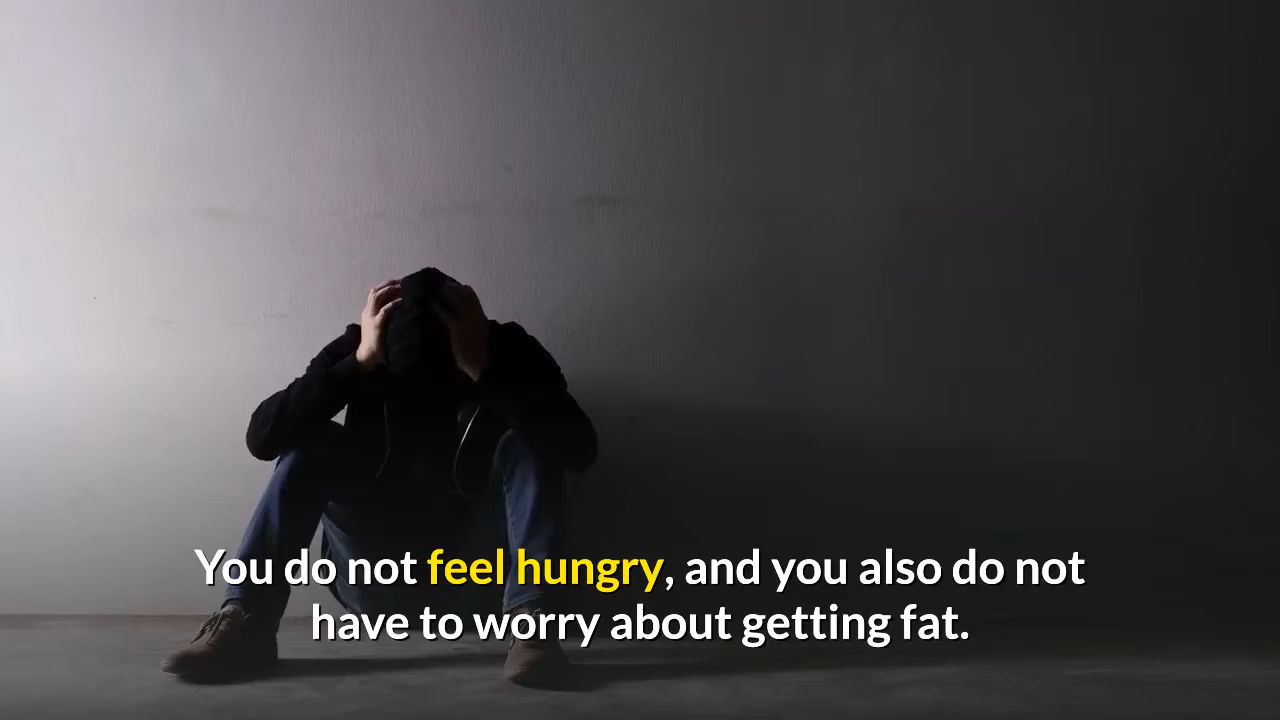 You do not feel hungry, and you also do not
have to worry about getting fat.